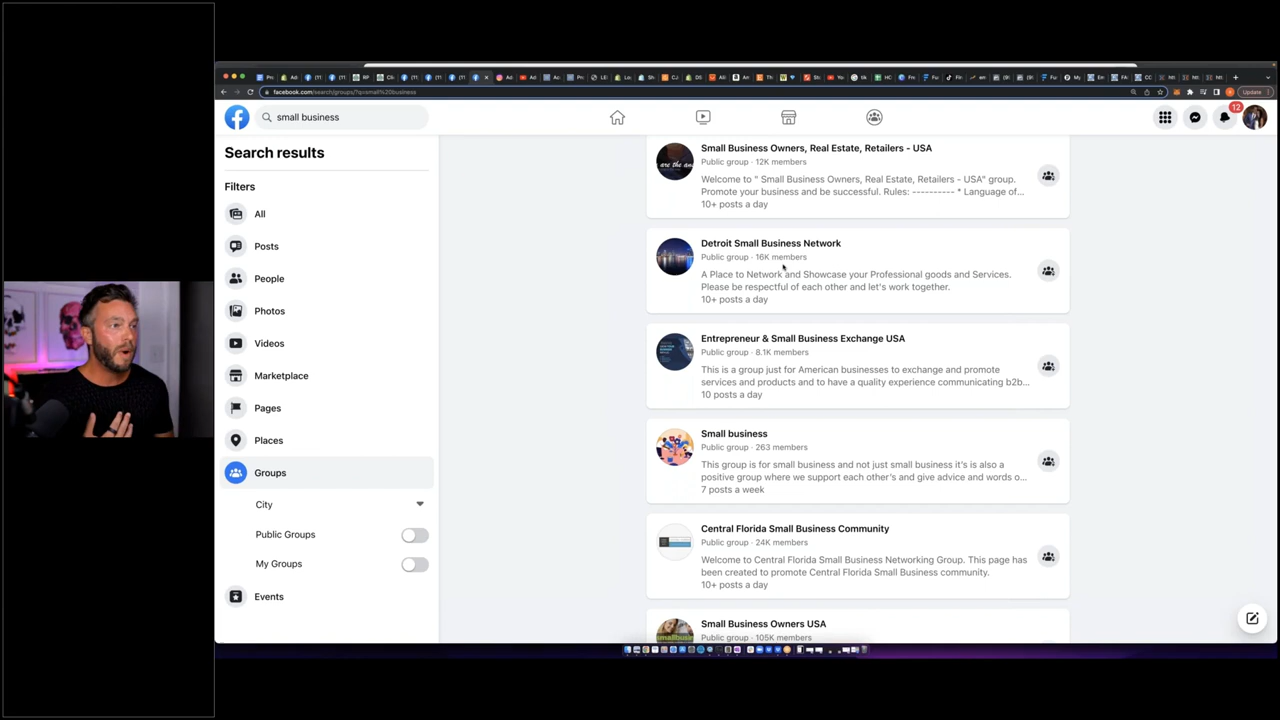 facebook.com/search/groups/?q=small%20business
Update
small business
12
Search results
Filters
All
Posts
People
Photos
Videos
Marketplace
Pages
Places
Groups
City
Public Groups
My Groups
Events
Small Business Owners, Real Estate, Retailers - USA
Public group · 12K members
Welcome to " Small Business Owners, Real Estate, Retailers - USA" group.
Promote your business and be successful. Rules: ---------- * Language of...
10+ posts a day
Detroit Small Business Network
Public group · 16K members
A Place to Network and Showcase your Professional goods and Services.
Please be respectful of each other and let's work together.
10+ posts a day
Entrepreneur & Small Business Exchange USA
Public group · 8.1K members
This is a group just for American businesses to exchange and promote
services and products and to have a quality experience communicating b2b...
10 posts a day
Small business
Public group · 263 members
This group is for small business and not just small business it's is also a
positive group where we support each other's and give advice and words o...
7 posts a week
Central Florida Small Business Community
Public group · 24K members
Welcome to Central Florida Small Business Networking Group. This page has
been created to promote Central Florida Small Business community.
10+ posts a day
Small Business Owners USA
Public group · 105K members